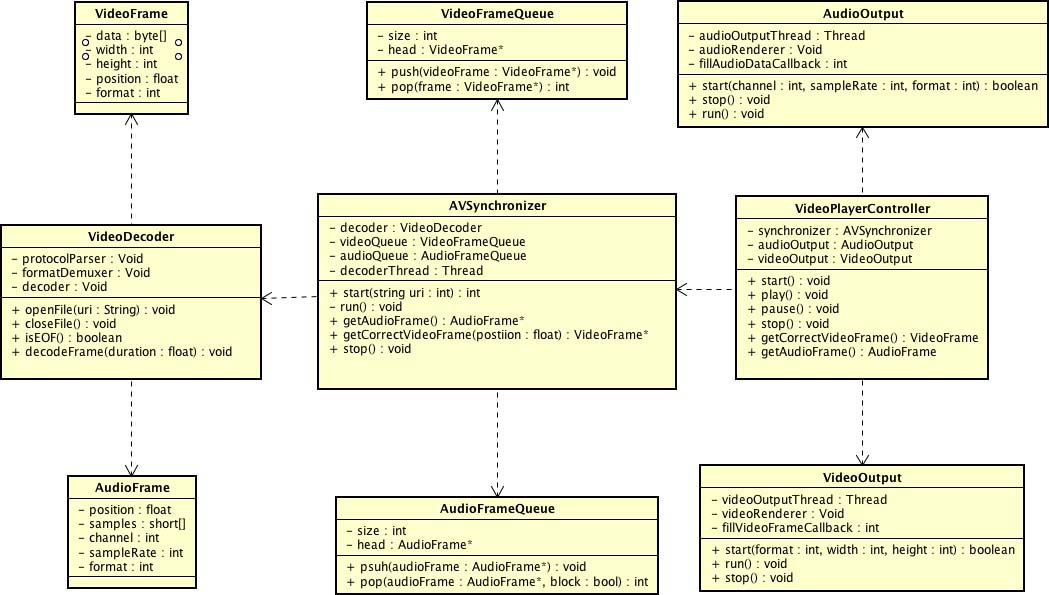 VideoFrame
- data : byte[]
- width : int
- height : int
- position : float
- format : int
VideoFrameQueue
- size : int
- head : VideoFrame*
+ push(videoFrame : VideoFrame*) : void
+ pop(frame : VideoFrame*) : int
AudioOutput
- audioOutputThread : Thread
- audioRenderer : Void
- fillAudioDataCallback : int
+ start(channel : int, sampleRate : int, format : int) : boolean
+ stop() : void
+ run() : void
VideoDecoder
- protocolParser : Void
- formatDemuxer : Void
- decoder : Void
+ openFile(uri : String) : void
+ closeFile() : void
+ isEOF() : boolean
+ decodeFrame(duration : float) : void
AVSynchronizer
- decoder : VideoDecoder
- videoQueue : VideoFrameQueue
- audioQueue : AudioFrameQueue
- decoderThread : Thread
+ start(string uri : int) : int
- run() : void
+ getAudioFrame() : AudioFrame*
+ getCorrectVideoFrame(postiion : float) : VideoFrame*
+ stop() : void
VideoPlayerController
- synchronizer : AVSynchronizer
- audioOutput : AudioOutput
- videoOutput : VideoOutput
+ start() : void
+ play() : void
+ pause() : void
+ stop() : void
+ getCorrectVideoFrame() : VideoFrame
+ getAudioFrame() : AudioFrame
AudioFrame
- position : float
- samples : short[]
- channel : int
- sampleRate : int
- format : int
AudioFrameQueue
- size : int
- head : AudioFrame*
+ psuh(audioFrame : AudioFrame*) : void
+ pop(audioFrame : AudioFrame*, block : bool) : int
VideoOutput
- videoOutputThread : Thread
- videoRenderer : Void
- fillVideoFrameCallback : int
+ start(format : int, width : int, height : int) : boolean
+ run() : void
+ stop() : void